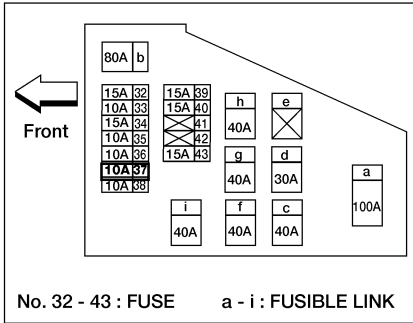 80A b
15A 32
10A 33
15A 34
10A 35
10A 36
10A 37
10A 38
15A 39
15A 40
41
42
15A 43
Front
h
40A
e
g
40A
d
30A
a
100A
i
40A
f
40A
c
40A
No. 32 - 43 : FUSE a - i : FUSIBLE LINK